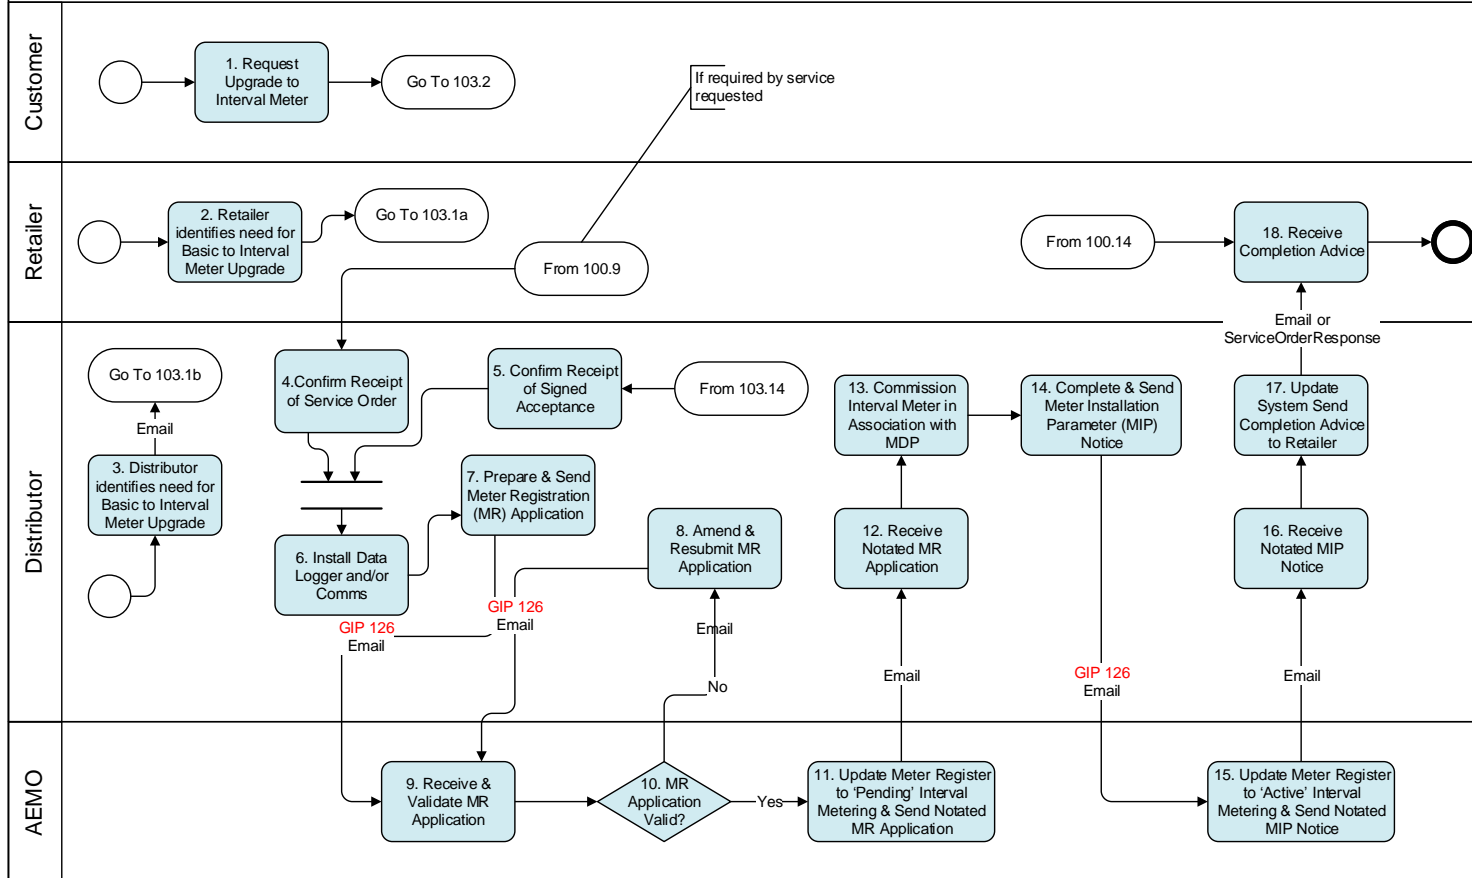 Customer
1. Request
Upgrade to
Interval Meter
Go To 103.2
If required by service
requested
Retailer
2. Retailer
identifies need for
Basic to Interval
Meter Upgrade
Go To 103.1a
From 100.9
From 100.14
18. Receive
Completion Advice
Email or
ServiceOrderResponse
Distributor
Go To 103.1b
Email
3. Distributor
identifies need for
Basic to Interval
Meter Upgrade
4.Confirm Receipt
of Service Order
5. Confirm Receipt
of Signed
Acceptance
From 103.14
6. Install Data
Logger and/or
Comms
7. Prepare & Send
Meter Registration
(MR) Application
GIP 126
Email
GIP 126
Email
8. Amend &
Resubmit MR
Application
Email
No
13. Commission
Interval Meter in
Association with
MDP
12. Receive
Notated MR
Application
Email
14. Complete & Send
Meter Installation
Parameter (MIP)
Notice
GIP 126
Email
17. Update
System Send
Completion Advice
to Retailer
16. Receive
Notated MIP
Notice
Email
AEMO
9. Receive &
Validate MR
Application
10. MR
Application
Valid?
Yes
11. Update Meter Register
to ‘Pending’ Interval
Metering & Send Notated
MR Application
15. Update Meter Register
to ‘Active’ Interval
Metering & Send Notated
MIP Notice